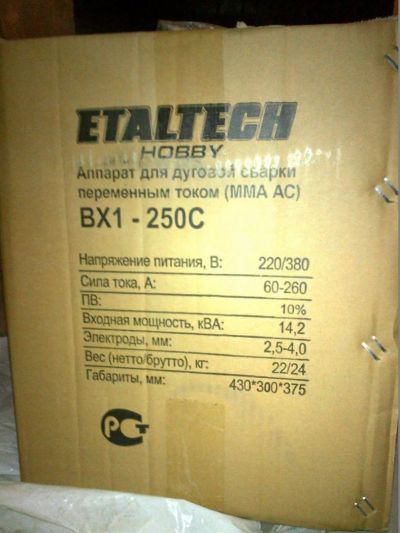 ETALTECH
HOBBY
Аппарат для дуговой сварки
переменным током (MMA AC)
BX1 - 250C
Напряжение питания, В: 220/380
Сила тока, А: 60-260
ПВ: 10%
Входная мощность, кВА: 14,2
Электроды, мм: 2,5-4,0
Вес (нетто/брутто), кг: 22/24
Габариты, мм: 430*300*375
РСТ